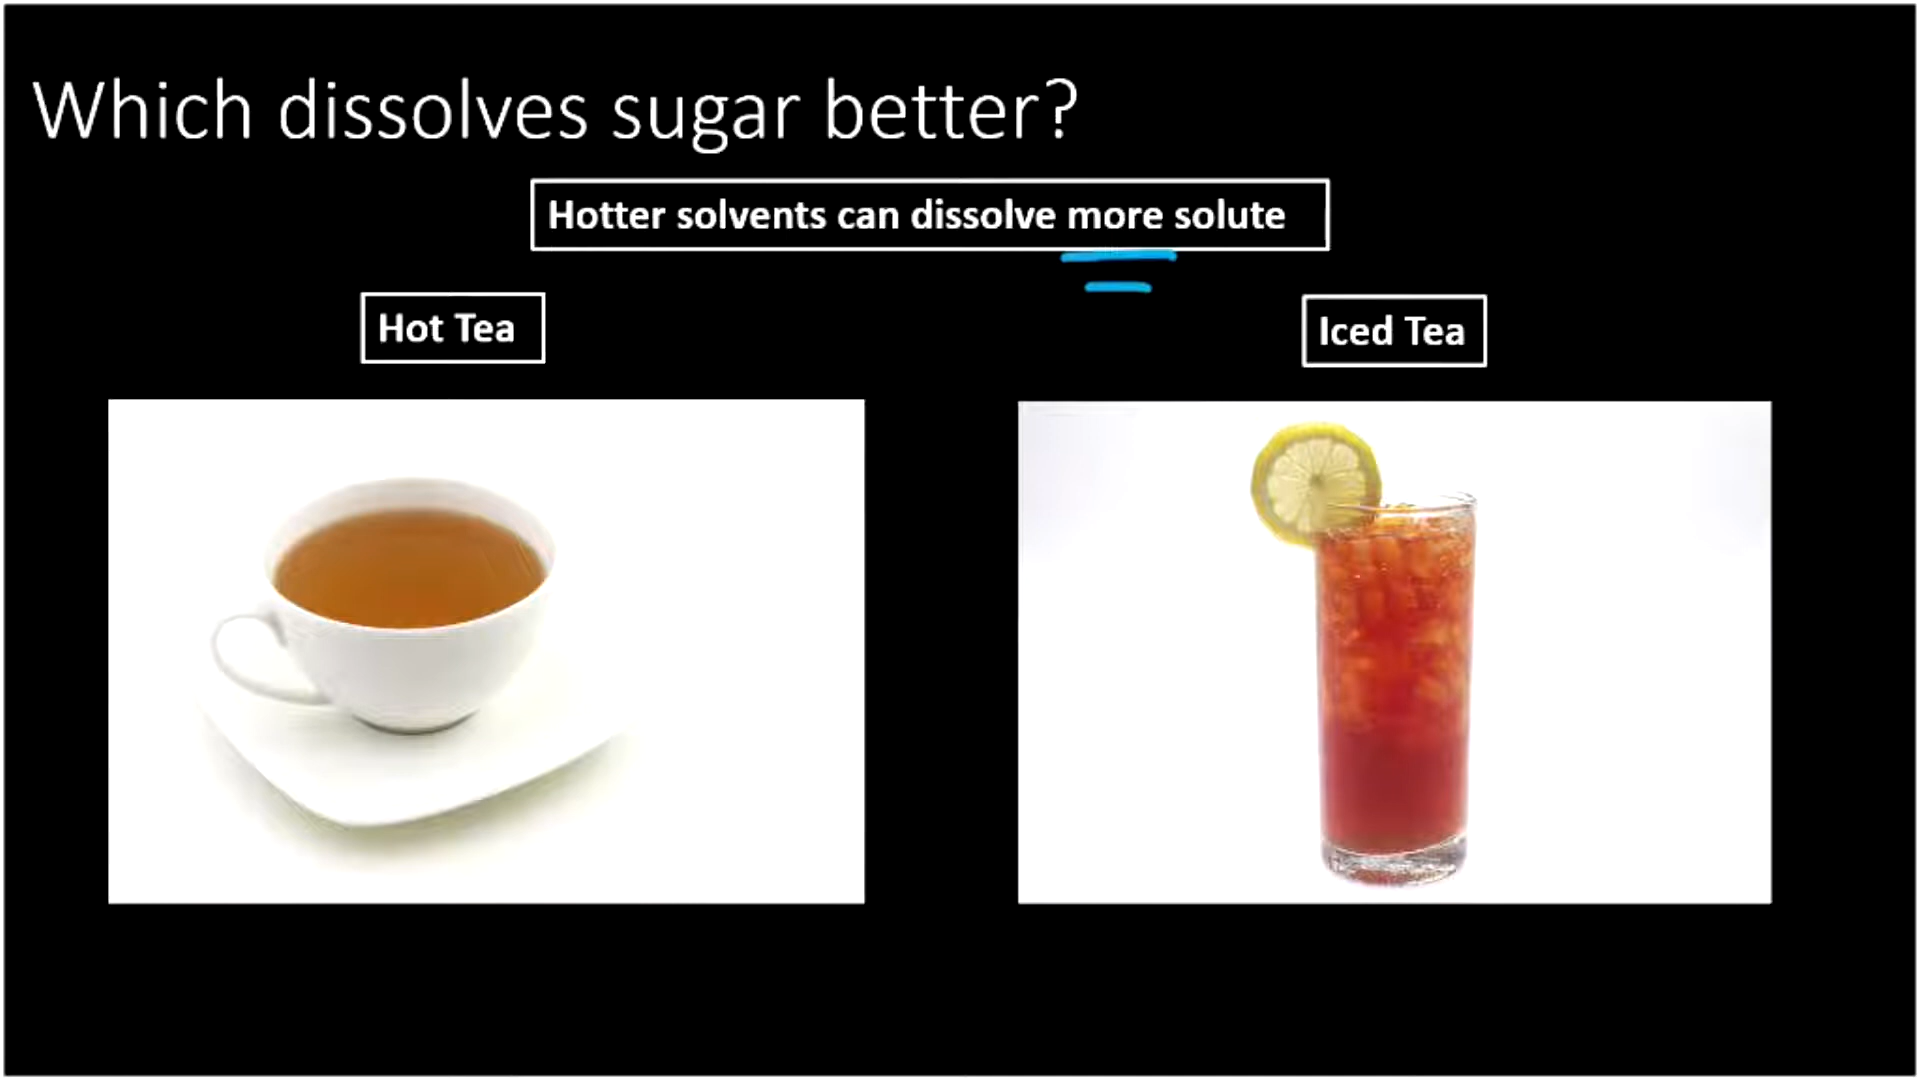 Which dissolves sugar better?
Hotter solvents can dissolve more solute
Hot Tea
Iced Tea